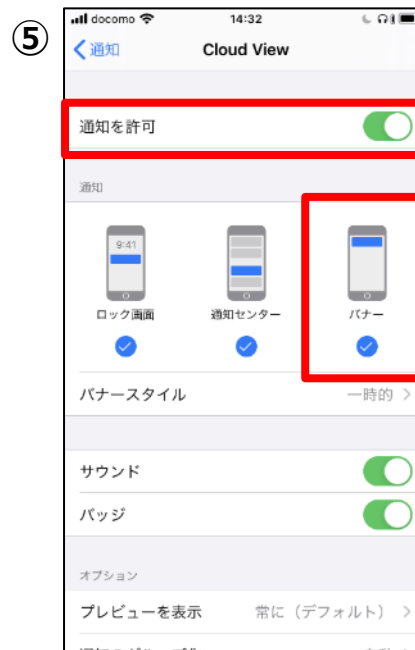 ⑤
docomo 14:32
通知 Cloud View
通知を許可
通知
9:41
ロック画面 通知センター バナー
バナースタイル 一時的
サウンド
バッジ
オプション
プレビューを表示 常に（デフォルト）